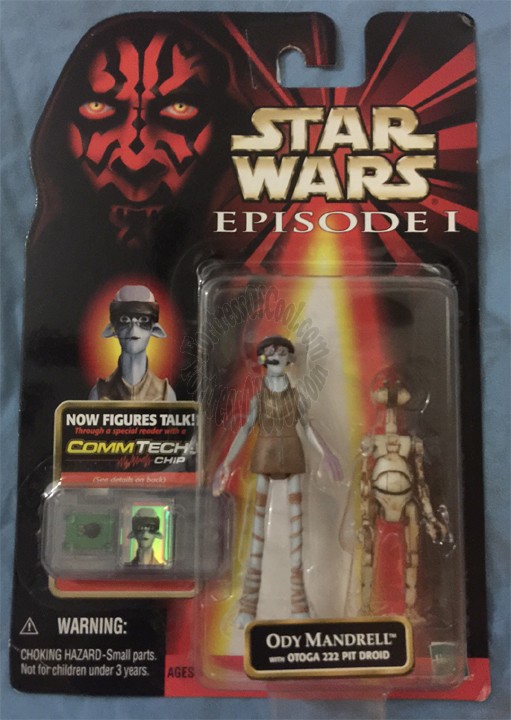 STAR
WARS®
EPISODE I
NOW FIGURES TALK!
Through a special reader with a
COMMTECH
CHIP
(See details on back)
WARNING:
CHOKING HAZARD-Small parts.
Not for children under 3 years.
AGES
ODY MANDRELL™
WITH OTOGA 222 PIT DROID